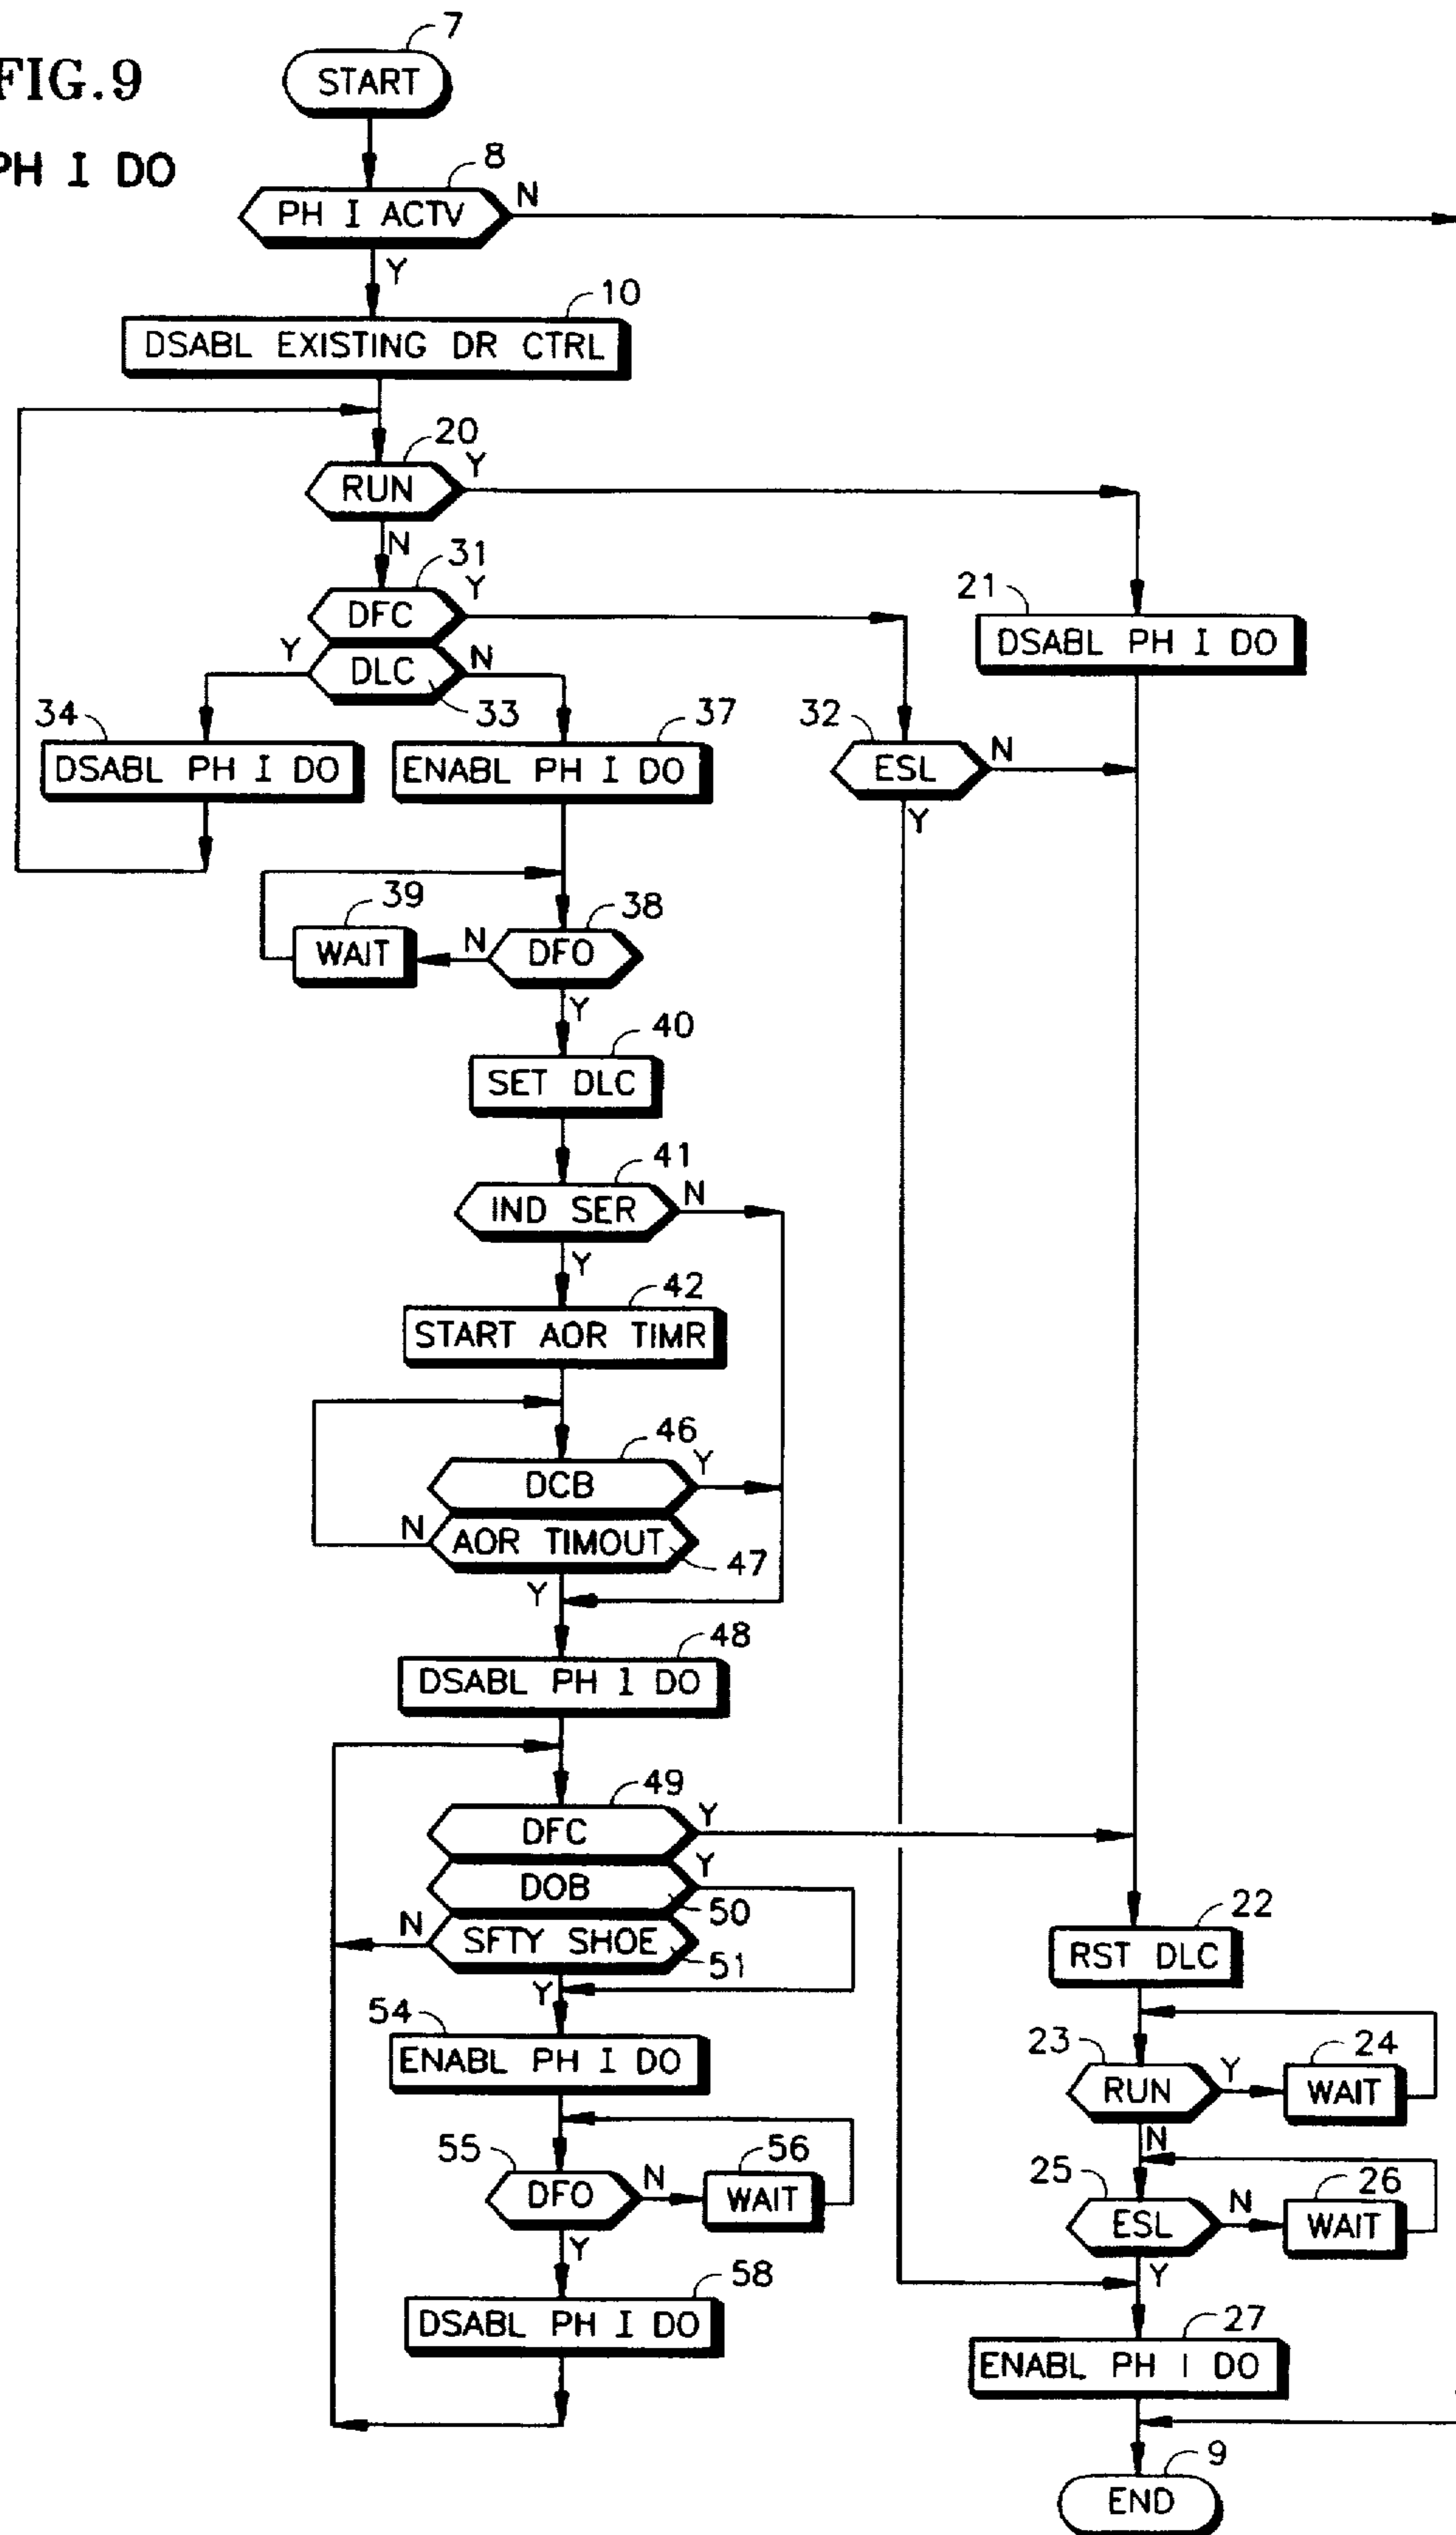 7
FIG.9
START
PH I DO
8
PH I ACTV
N
Y
10
DSABL EXISTING DR CTRL
20
RUN
Y
N
31
DFC
Y
21
DSABL PH I DO
Y
DLC
N
33
34
DSABL PH I DO
37
ENABL PH I DO
32
ESL
N
Y
39
WAIT
N
38
DFO
Y
40
SET DLC
41
IND SER
N
Y
42
START AOR TIMR
46
DCB
Y
N
AOR TIMOUT
47
Y
48
DSABL PH I DO
49
DFC
Y
DOB
Y
50
N
SFTY SHOE
51
Y
22
RST DLC
54
ENABL PH I DO
23
RUN
Y
24
WAIT
N
55
DFO
N
56
WAIT
Y
25
ESL
N
26
WAIT
Y
58
DSABL PH I DO
27
ENABL PH I DO
9
END